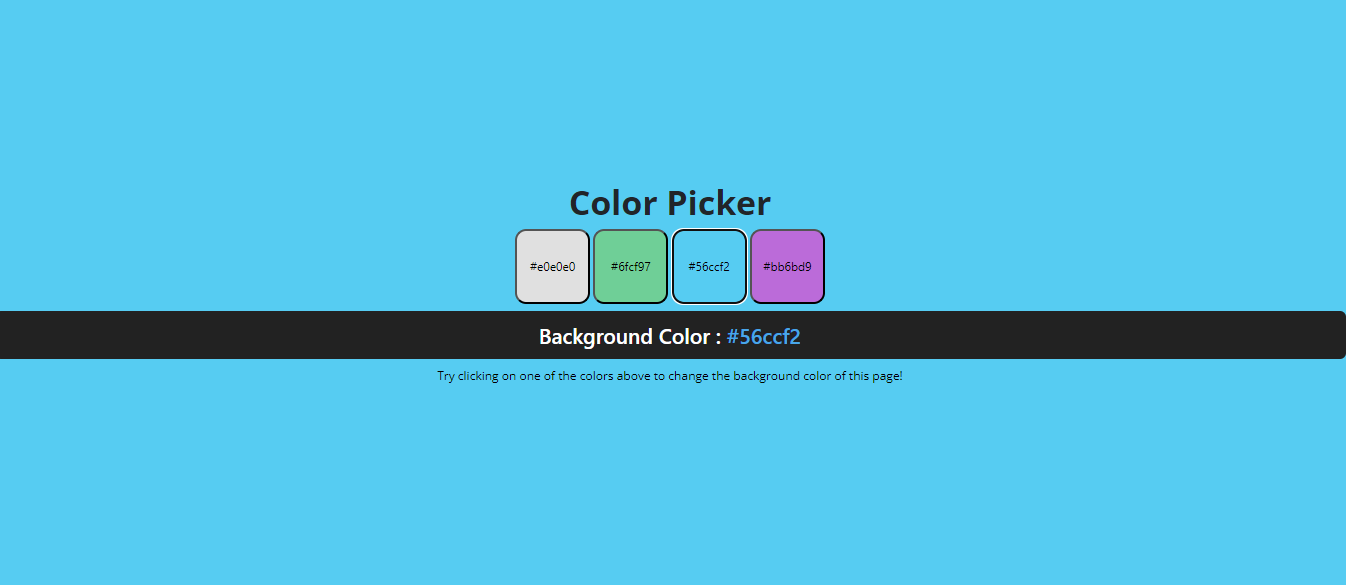 Color Picker
#e0e0e0 #6fcf97 #56ccf2 #bb6bd9
Background Color : #56ccf2
Try clicking on one of the colors above to change the background color of this page!